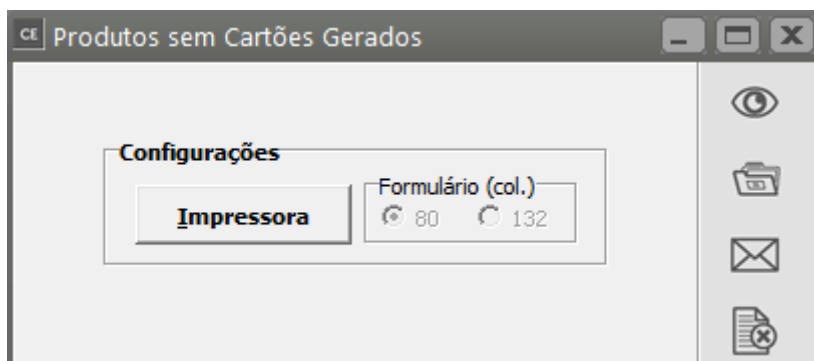 CE Produtos sem Cartões Gerados
Configurações
Formulário (col.)
Impressora
80 132